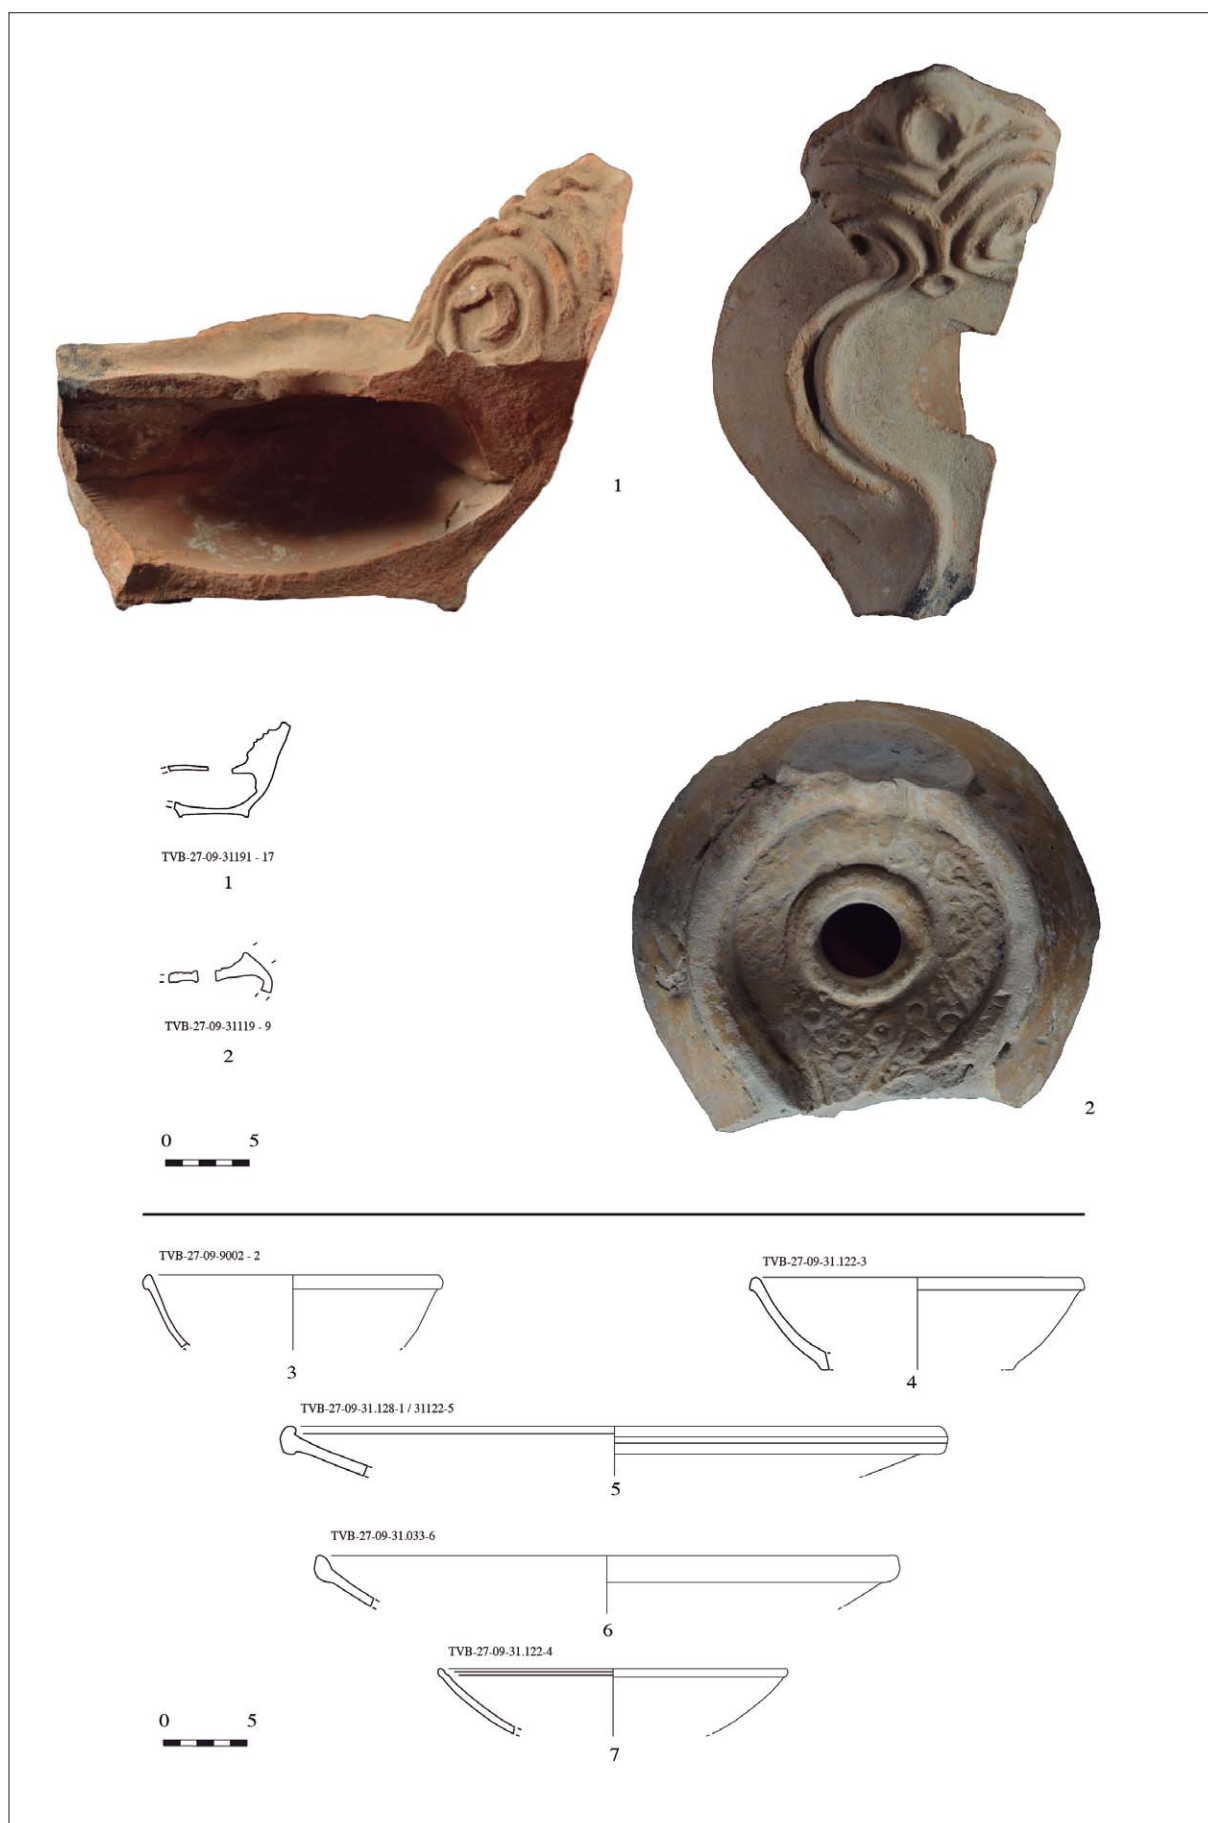 1
TVB-27-09-31191 - 17
1
TVB-27-09-31119 - 9
2
2
0 5
TVB-27-09-9002 - 2
3
TVB-27-09-31.122-3
4
TVB-27-09-31.128-1 / 31122-5
5
TVB-27-09-31.033-6
6
TVB-27-09-31.122-4
7
0 5